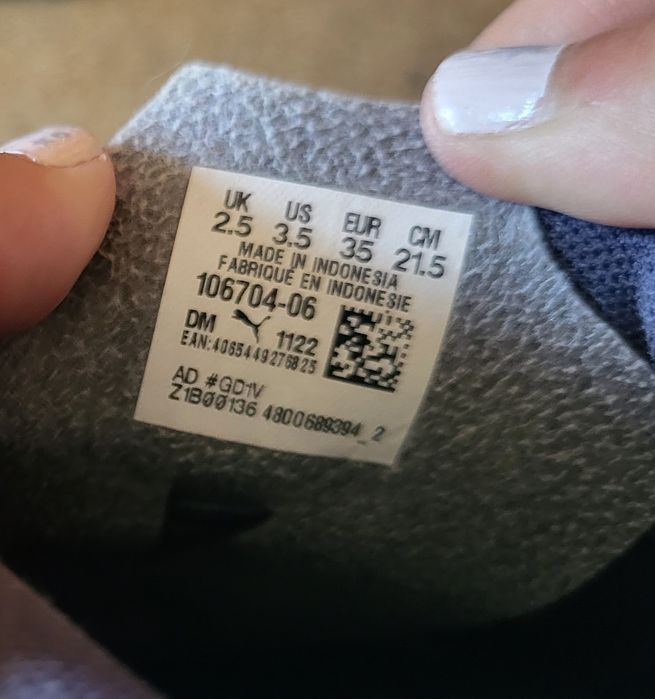 UK US EUR CM
2.5 3.5 35 21.5
MADE IN INDONESIA
FABRIQUÉ EN INDONESIE
106704-06
DM 1122
EAN:4065449276825
AD #GD1V
Z1B00136 4800689394_2